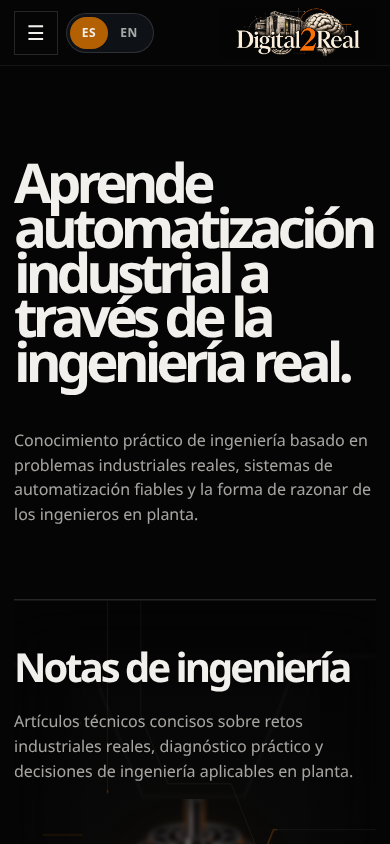 ☰ ES EN Digital2Real
Aprende
automatización
industrial a
través de la
ingeniería real.
Conocimiento práctico de ingeniería basado en
problemas industriales reales, sistemas de
automatización fiables y la forma de razonar de
los ingenieros en planta.
Notas de ingeniería
Artículos técnicos concisos sobre retos
industriales reales, diagnóstico práctico y
decisiones de ingeniería aplicables en planta.